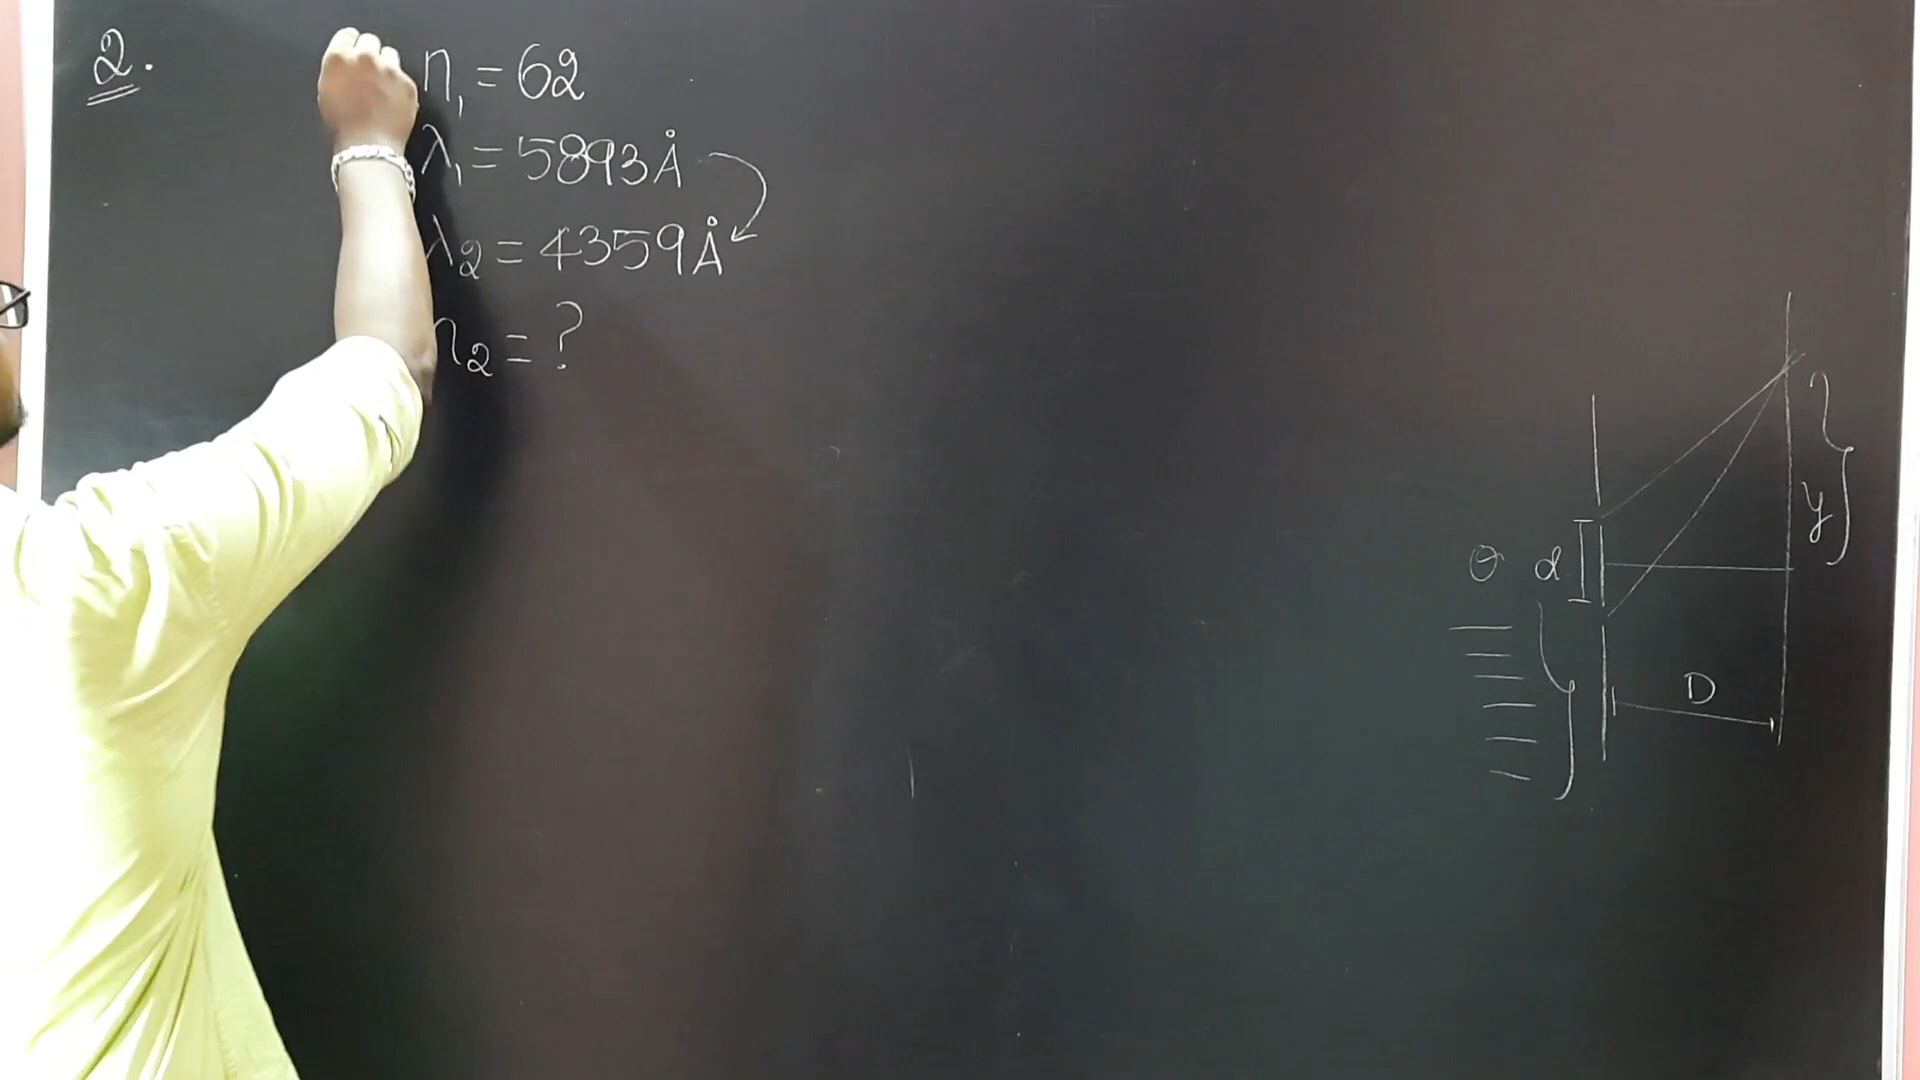 2.
n₁ = 62
λ₁ = 5893Å
λ₂ = 4359Å
n₂ = ?
y
d
D